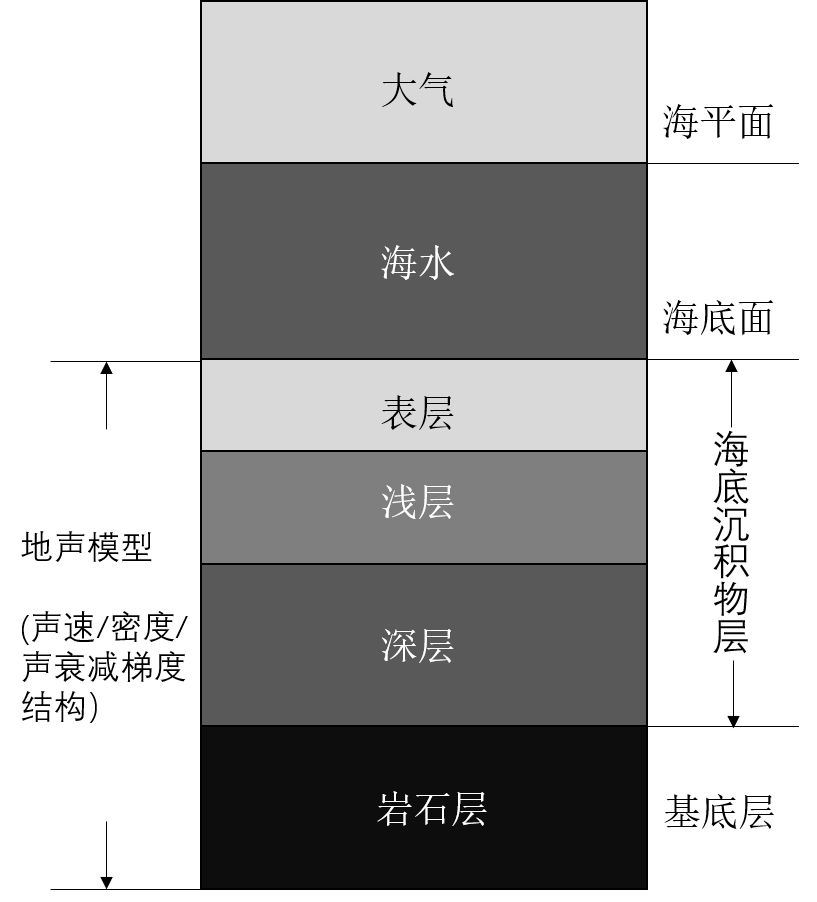 大气
海平面
海水
海底面
表层
浅层
深层
海底沉积物层
地声模型
(声速/密度/
声衰减梯度
结构)
岩石层
基底层